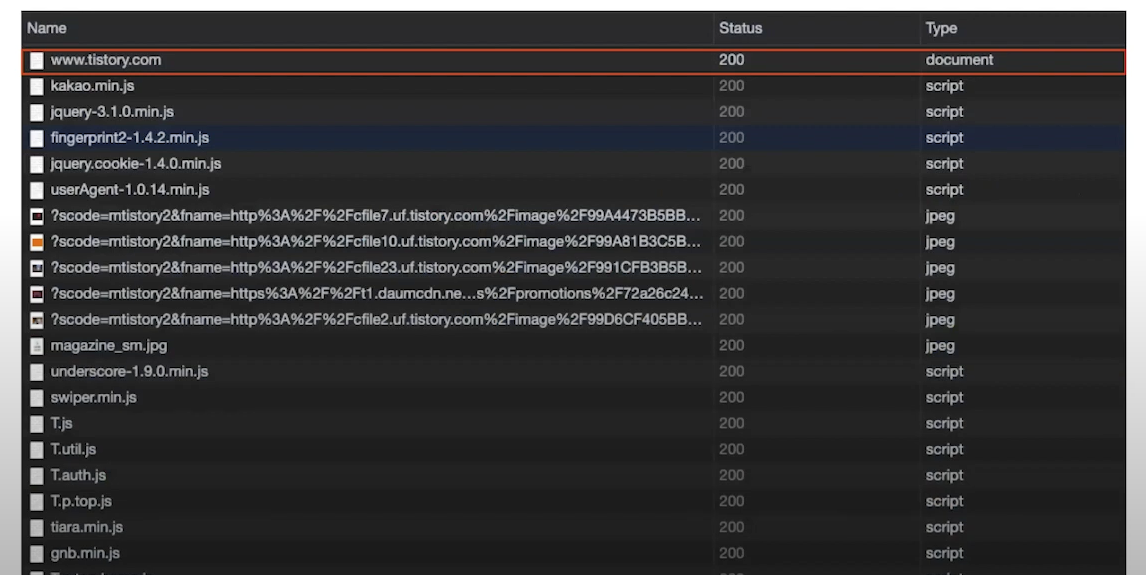 Name Status Type
www.tistory.com 200 document
kakao.min.js 200 script
jquery-3.1.0.min.js 200 script
fingerprint2-1.4.2.min.js 200 script
jquery.cookie-1.4.0.min.js 200 script
userAgent-1.0.14.min.js 200 script
?scode=mtistory2&fname=http%3A%2F%2Fcfile7.uf.tistory.com%2Fimage%2F99A4473B5BB... 200 jpeg
?scode=mtistory2&fname=http%3A%2F%2Fcfile10.uf.tistory.com%2Fimage%2F99A81B3C5B... 200 jpeg
?scode=mtistory2&fname=http%3A%2F%2Fcfile23.uf.tistory.com%2Fimage%2F991CFB3B5B... 200 jpeg
?scode=mtistory2&fname=https%3A%2F%2Ft1.daumcdn.ne...s%2Fpromotions%2F72a26c24... 200 jpeg
?scode=mtistory2&fname=http%3A%2F%2Fcfile2.uf.tistory.com%2Fimage%2F99D6CF405BB... 200 jpeg
magazine_sm.jpg 200 jpeg
underscore-1.9.0.min.js 200 script
swiper.min.js 200 script
T.js 200 script
T.util.js 200 script
T.auth.js 200 script
T.p.top.js 200 script
tiara.min.js 200 script
gnb.min.js 200 script